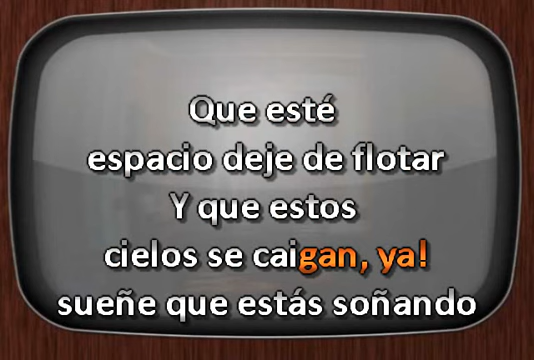 Que esté
espacio deje de flotar
Y que estos
cielos se caigan, ya!
sueñe que estás soñando